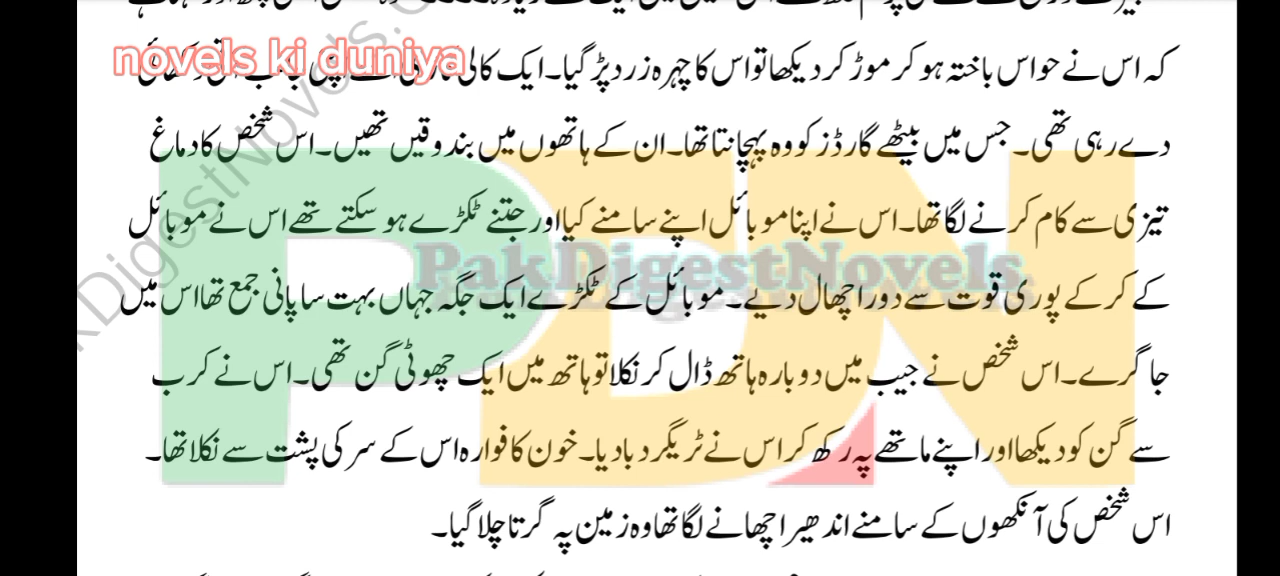 novels ki duniya
کہ اس نے حواس باختہ ہو کر موڑ کر دیکھا تو اس کا چہرہ زرد پڑ گیا۔ ایک کالی
دے رہی تھی۔ جس میں بیٹھے گارڈز کو وہ پہچانتا تھا۔ ان کے ہاتھوں میں بندوقیں تھیں۔ اس شخص کا دماغ
تیزی سے کام کرنے لگا تھا۔ اس نے اپنا موبائل اپنے سامنے کیا اور جتنے ٹکڑے ہو سکتے تھے اس نے موبائل
PakDigestNovels
کے کر کے پوری قوت سے دور اچھال دیے۔ موبائل کے ٹکڑے ایک جگہ جہاں بہت سا پانی جمع تھا اس میں
جا گرے۔ اس شخص نے جیب میں دوبارہ ہاتھ ڈال کر نکلا تو ہاتھ میں ایک چھوٹی گن تھی۔ اس نے کرب
سے گن کو دیکھا اور اپنے ماتھے پہ رکھ کر اس نے ٹریگر دبا دیا۔ خون کا فوارہ اس کے سر کی پشت سے نکلا تھا۔
اس شخص کی آنکھوں کے سامنے اندھیرا چھانے لگا تھا وہ زمین پہ گرتا چلا گیا۔
PDN